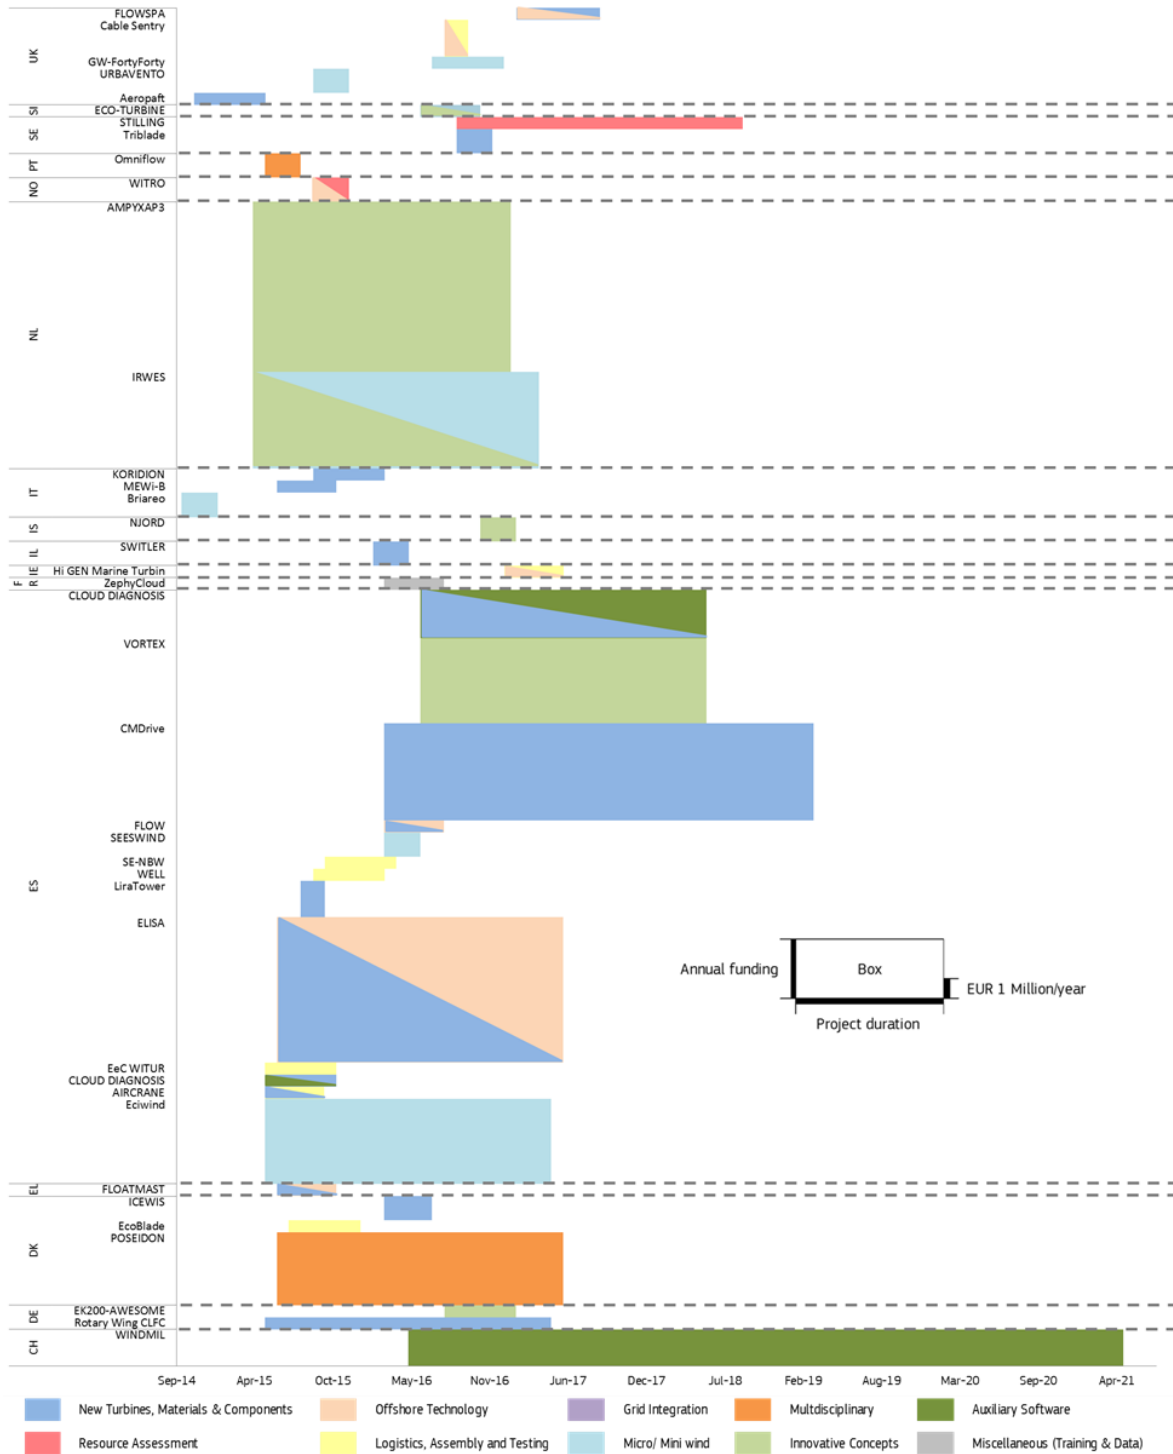 UK
FLOWSPA
Cable Sentry
GW-FortyForty
URBAVENTO
Aeropaft
SI
ECO-TURBINE
SE
STILLING
Triblade
PT
Omniflow
NO
WITRO
NL
AMPYXAP3
IRWES
IT
KORIDION
MEWi-B
Briareo
IS
NJORD
IL
SWITLER
IE
Hi GEN Marine Turbin
F
R
ZephyCloud
ES
CLOUD DIAGNOSIS
VORTEX
CMDrive
FLOW
SEESWIND
SE-NBW
WELL
LiraTower
ELISA
Annual funding
Box
EUR 1 Million/year
Project duration
EeC WITUR
CLOUD DIAGNOSIS
AIRCRANE
Eciwind
EL
FLOATMAST
DK
ICEWIS
EcoBlade
POSEIDON
DE
EK200-AWESOME
Rotary Wing CLFC
CH
WINDMIL
Sep-14 Apr-15 Oct-15 May-16 Nov-16 Jun-17 Dec-17 Jul-18 Feb-19 Aug-19 Mar-20 Sep-20 Apr-21
New Turbines, Materials & Components Offshore Technology Grid Integration Multdisciplinary Auxiliary Software
Resource Assessment Logistics, Assembly and Testing Micro/ Mini wind Innovative Concepts Miscellaneous (Training & Data)